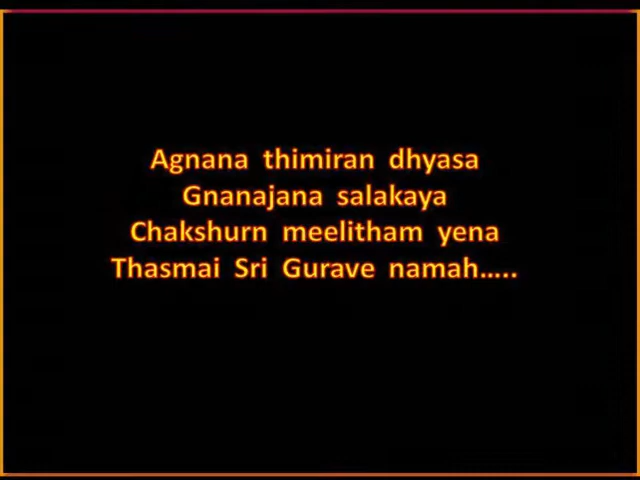 Agnana thimiran dhyasa
Gnanajana salakaya
Chakshurn meelitham yena
Thasmai Sri Gurave namah.....